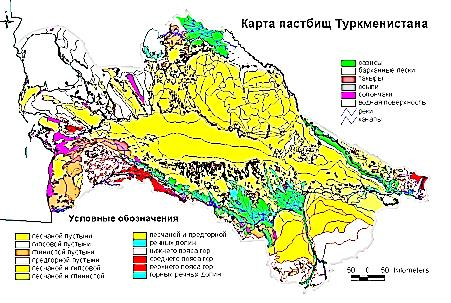 Карта пастбищ Туркменистана
оазисы
барханные пески
такыры
солончаки
водная поверхность
реки
каналы
Условные обозначения
песчаной пустыни
гипсовой пустыни
глинистой пустыни
предгорной пустыни
песчаной и гипсовой
песчаной и глинистой
песчаной и предгорной
речных долин
нижнего пояса гор
среднего пояса гор
верхнего пояса гор
горных речных долин
50 0 50 Kilometers